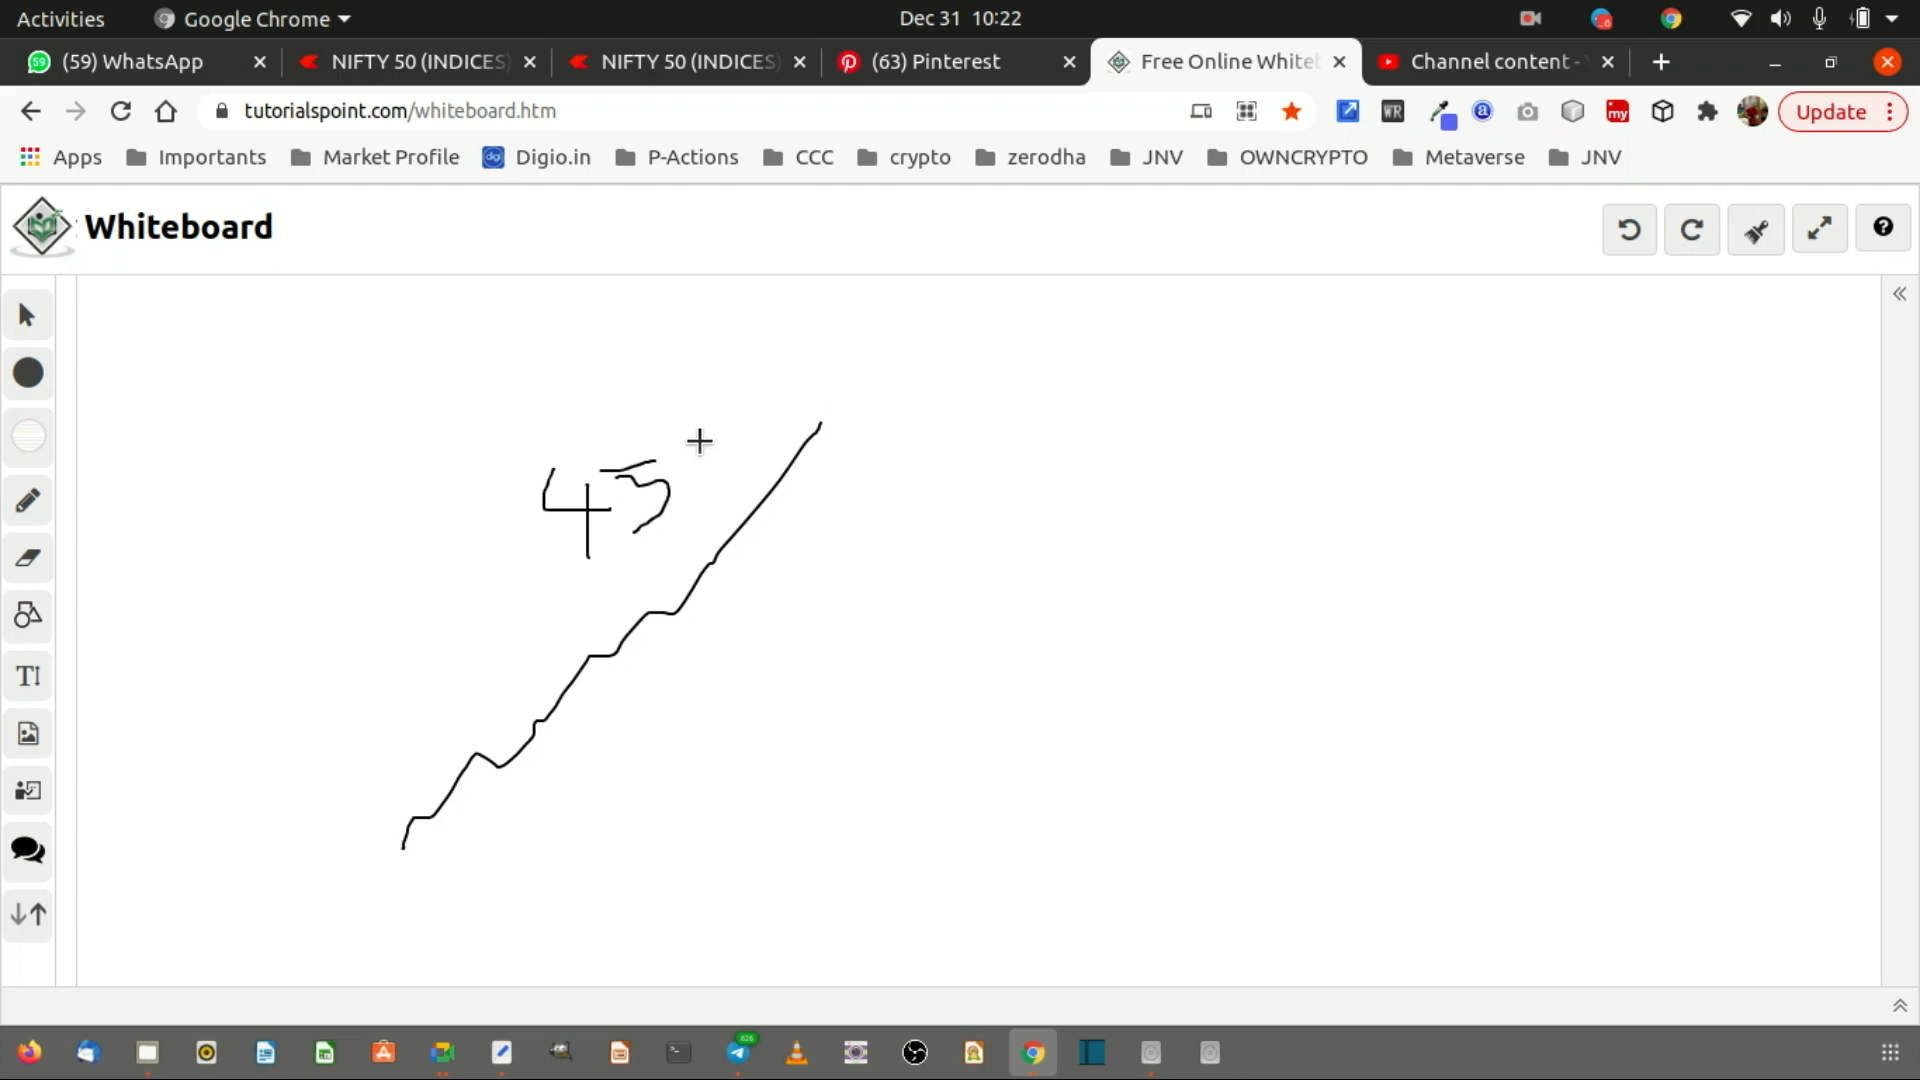 Activities Google Chrome Dec 31 10:22
(59) WhatsApp NIFTY 50 (INDICES) NIFTY 50 (INDICES) (63) Pinterest Free Online White Channel content -
tutorialspoint.com/whiteboard.htm WR a my Update
Apps Importants Market Profile Digio.in P-Actions CCC crypto zerodha JNV OWNCRYPTO Metaverse JNV
Whiteboard
45